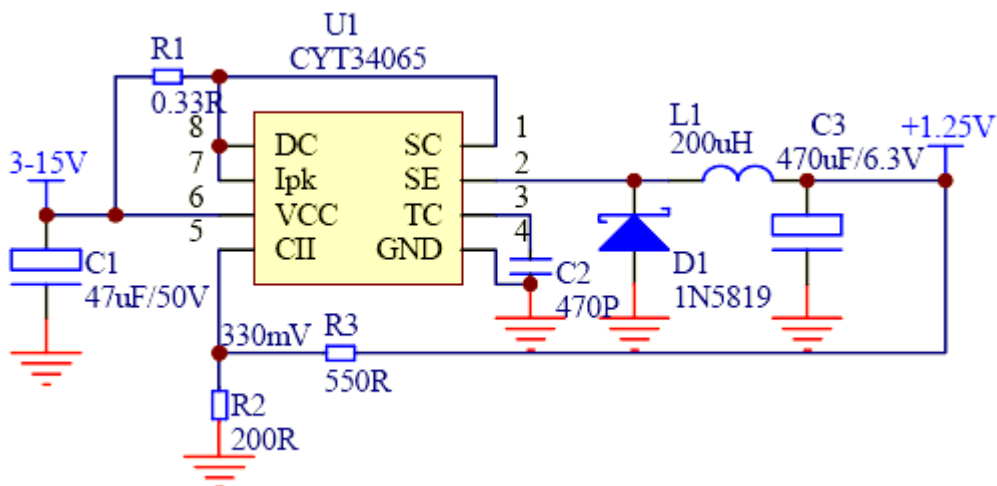 U1
CYT34065
R1
0.33R
3-15V
C1
47uF/50V
8
7
6
5
DC
Ipk
VCC
CII
SC
SE
TC
GND
1
2
3
4
L1
200uH
C3
470uF/6.3V
+1.25V
C2
470P
D1
1N5819
330mV
R3
550R
R2
200R